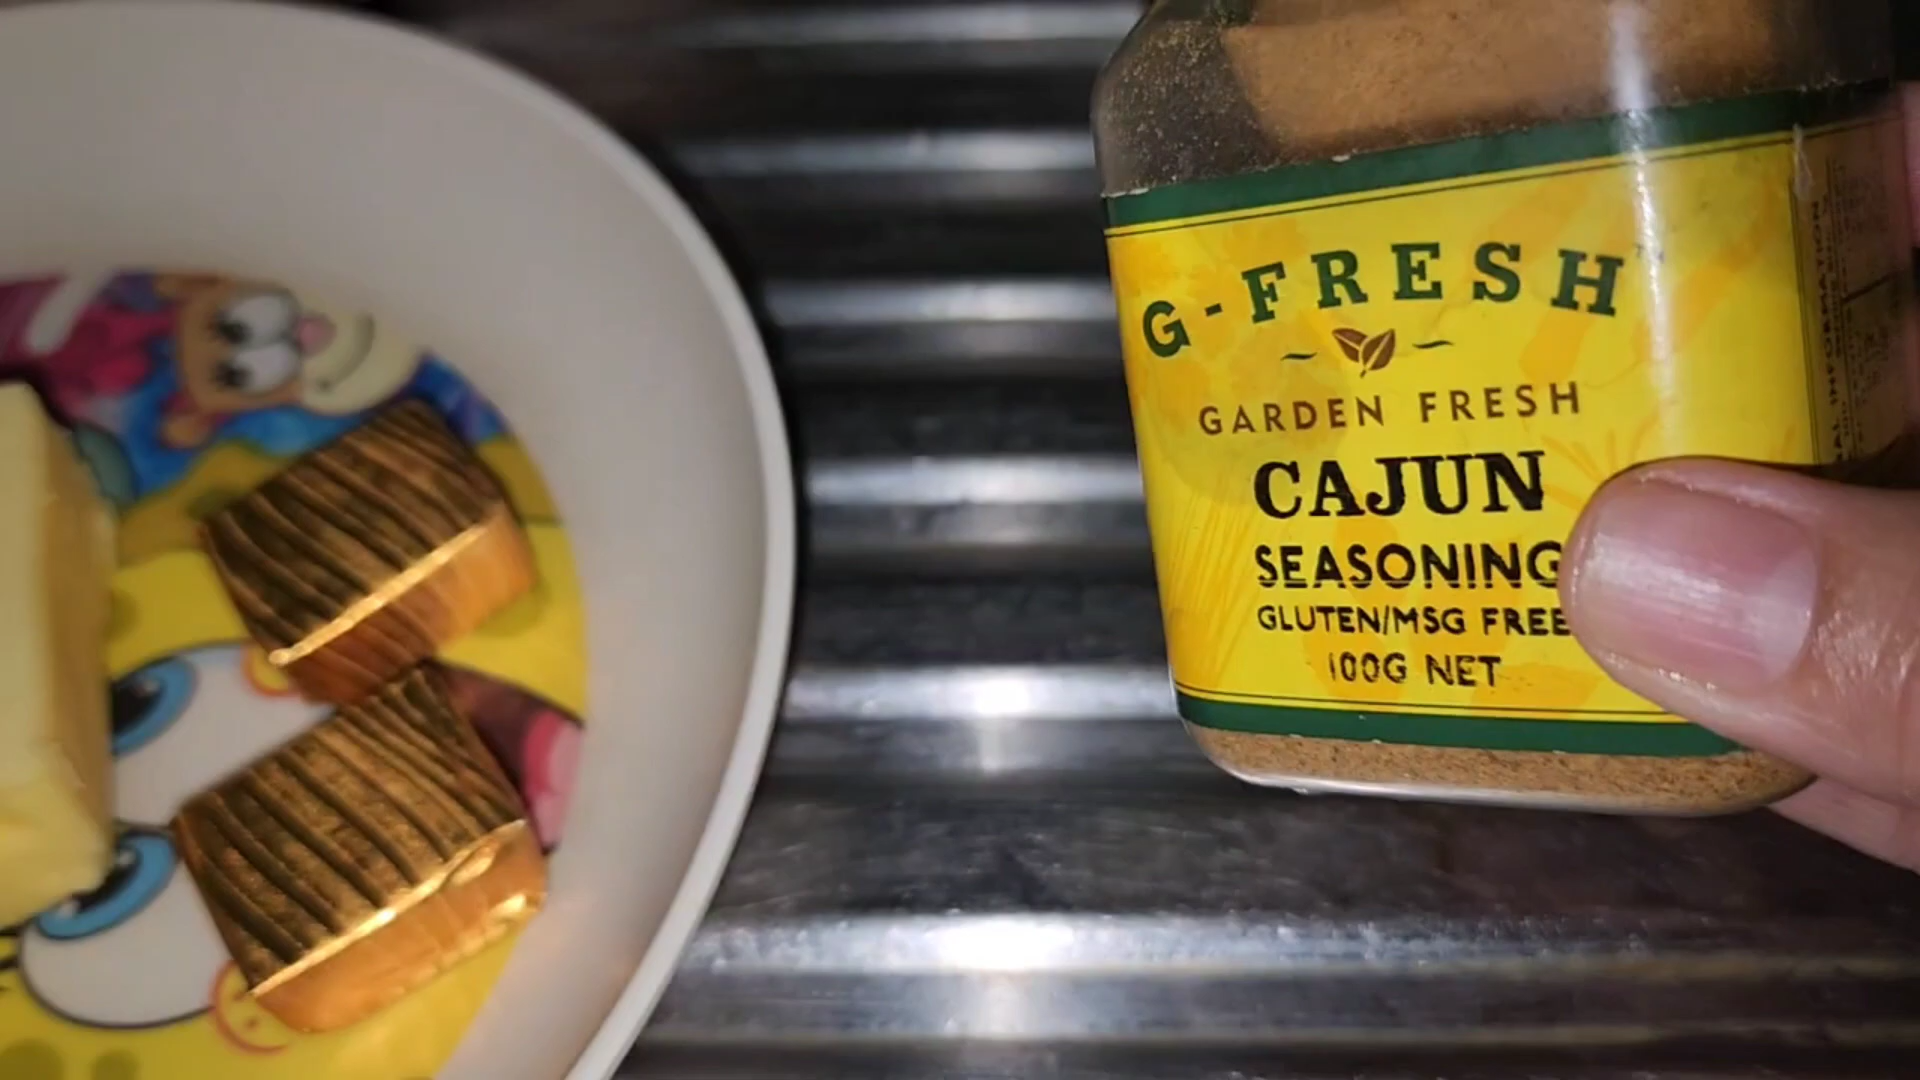 G-FRESH
GARDEN FRESH
CAJUN
SEASONING
GLUTEN/MSG FREE
100G NET